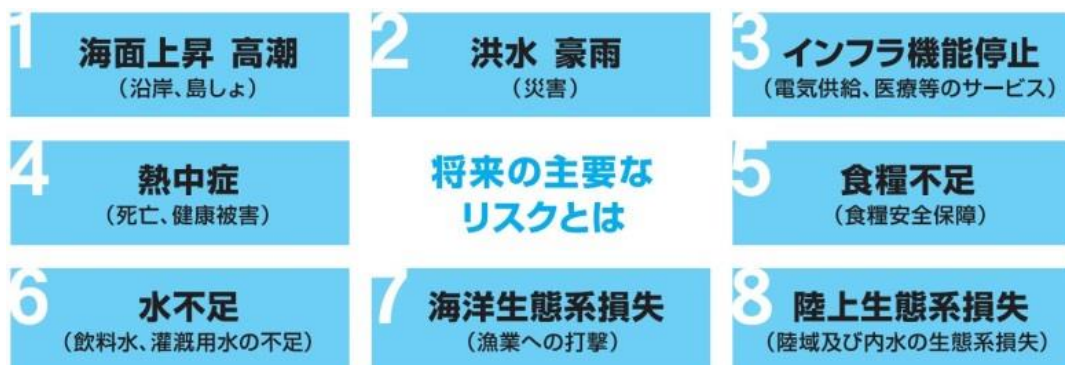 1
海面上昇 高潮
（沿岸、島しょ）
2
洪水 豪雨
（災害）
3
インフラ機能停止
（電気供給、医療等のサービス）
4
熱中症
（死亡、健康被害）
将来の主要な
リスクとは
5
食糧不足
（食糧安全保障）
6
水不足
（飲料水、灌漑用水の不足）
7
海洋生態系損失
（漁業への打撃）
8
陸上生態系損失
（陸域及び内水の生態系損失）